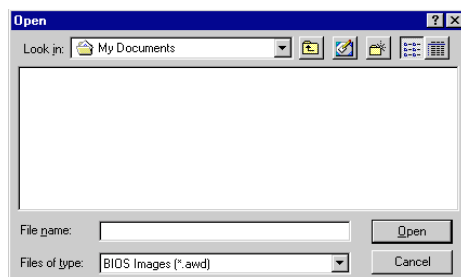 Open
Look in: My Documents
File name: Open
Files of type: BIOS Images (*.awd) Cancel